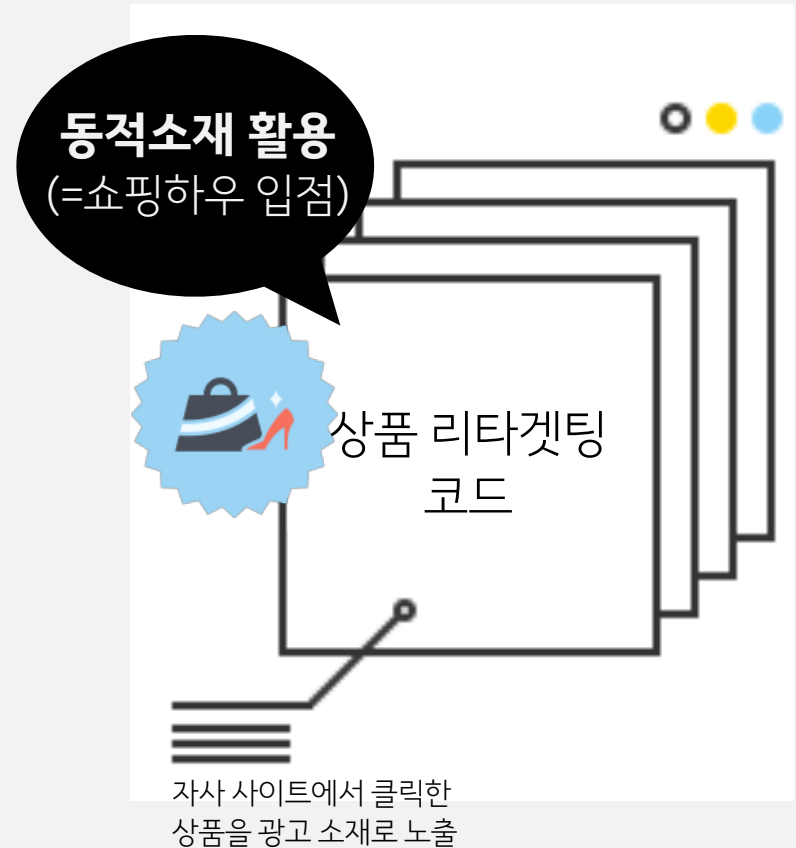 동적소재 활용
(=쇼핑하우 입점)
상품 리타겟팅
코드
자사 사이트에서 클릭한
상품을 광고 소재로 노출